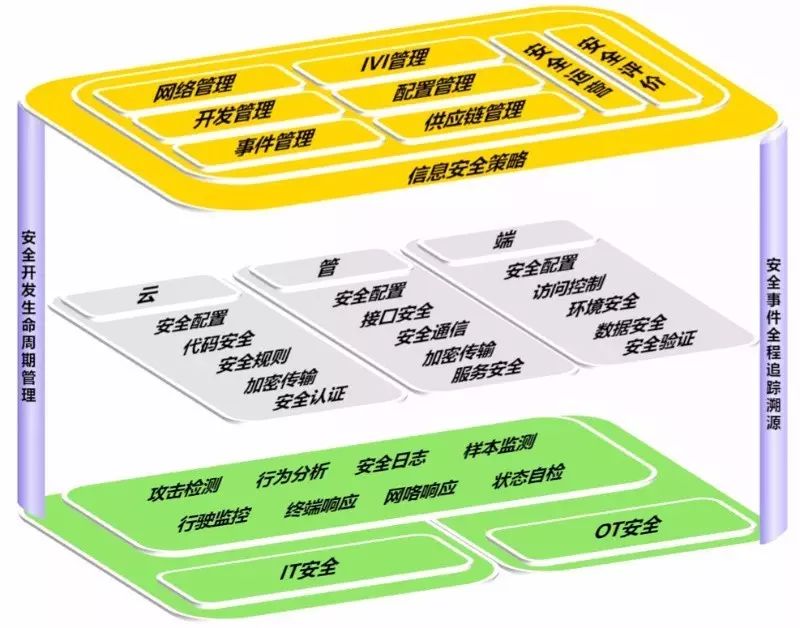 网络管理
IVI管理
开发管理
配置管理
事件管理
供应链管理
安全运营
安全评价
信息安全策略
安全开发生命周期管理
安全事件全程追踪溯源
云
安全配置
代码安全
安全规则
加密传输
安全认证
管
安全配置
接口安全
安全通信
加密传输
服务安全
端
安全配置
访问控制
环境安全
数据安全
安全验证
攻击检测
行为分析
安全日志
样本监测
行驶监控
终端响应
网咯响应
状态自检
IT安全
OT安全